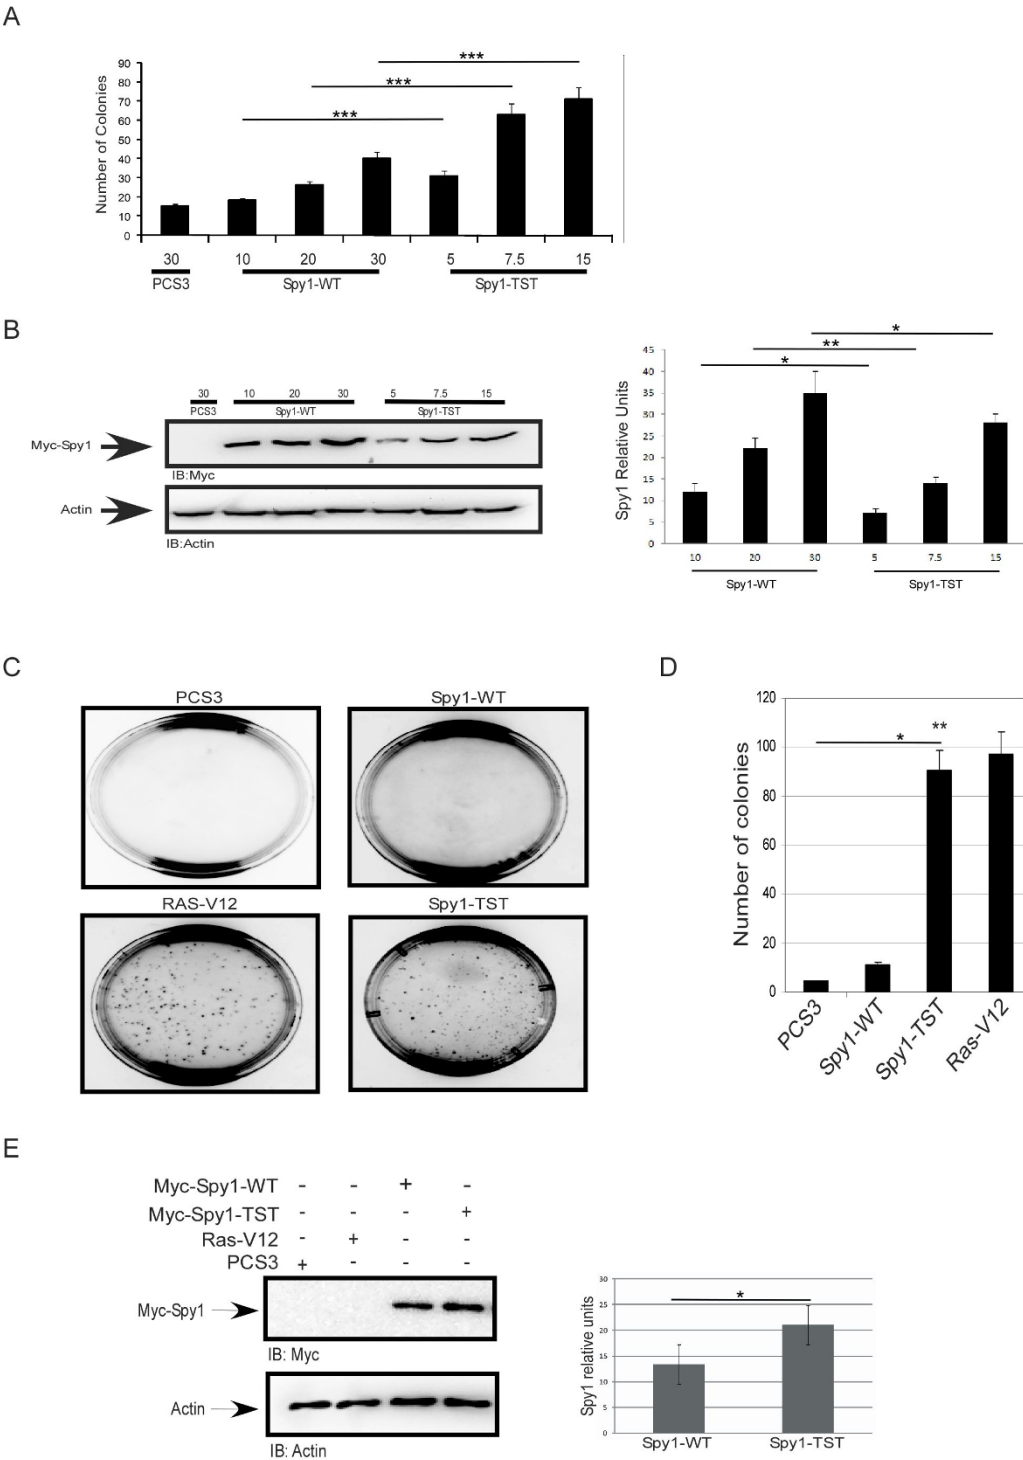 A
***
***
***
Number of Colonies
90
80
70
60
50
40
30
20
10
0
30 10 20 30 5 7.5 15
PCS3 Spy1-WT Spy1-TST
B
30 10 20 30 5 7.5 15
PCS3 Spy1-WT Spy1-TST
Myc-Spy1
IB:Myc
Actin
IB:Actin
*
**
*
Spy1 Relative Units
45
40
35
30
25
20
15
10
5
0
10 20 30 5 7.5 15
Spy1-WT Spy1-TST
C
PCS3 Spy1-WT
RAS-V12 Spy1-TST
D
Number of colonies
120
100
80
60
40
20
0
* **
PCS3 Spy1-WT Spy1-TST Ras-V12
E
Myc-Spy1-WT - - + -
Myc-Spy1-TST - - - +
Ras-V12 - + - -
PCS3 + - - -
Myc-Spy1
IB: Myc
Actin
IB: Actin
*
Spy1 relative units
30
25
20
15
10
5
0
Spy1-WT Spy1-TST